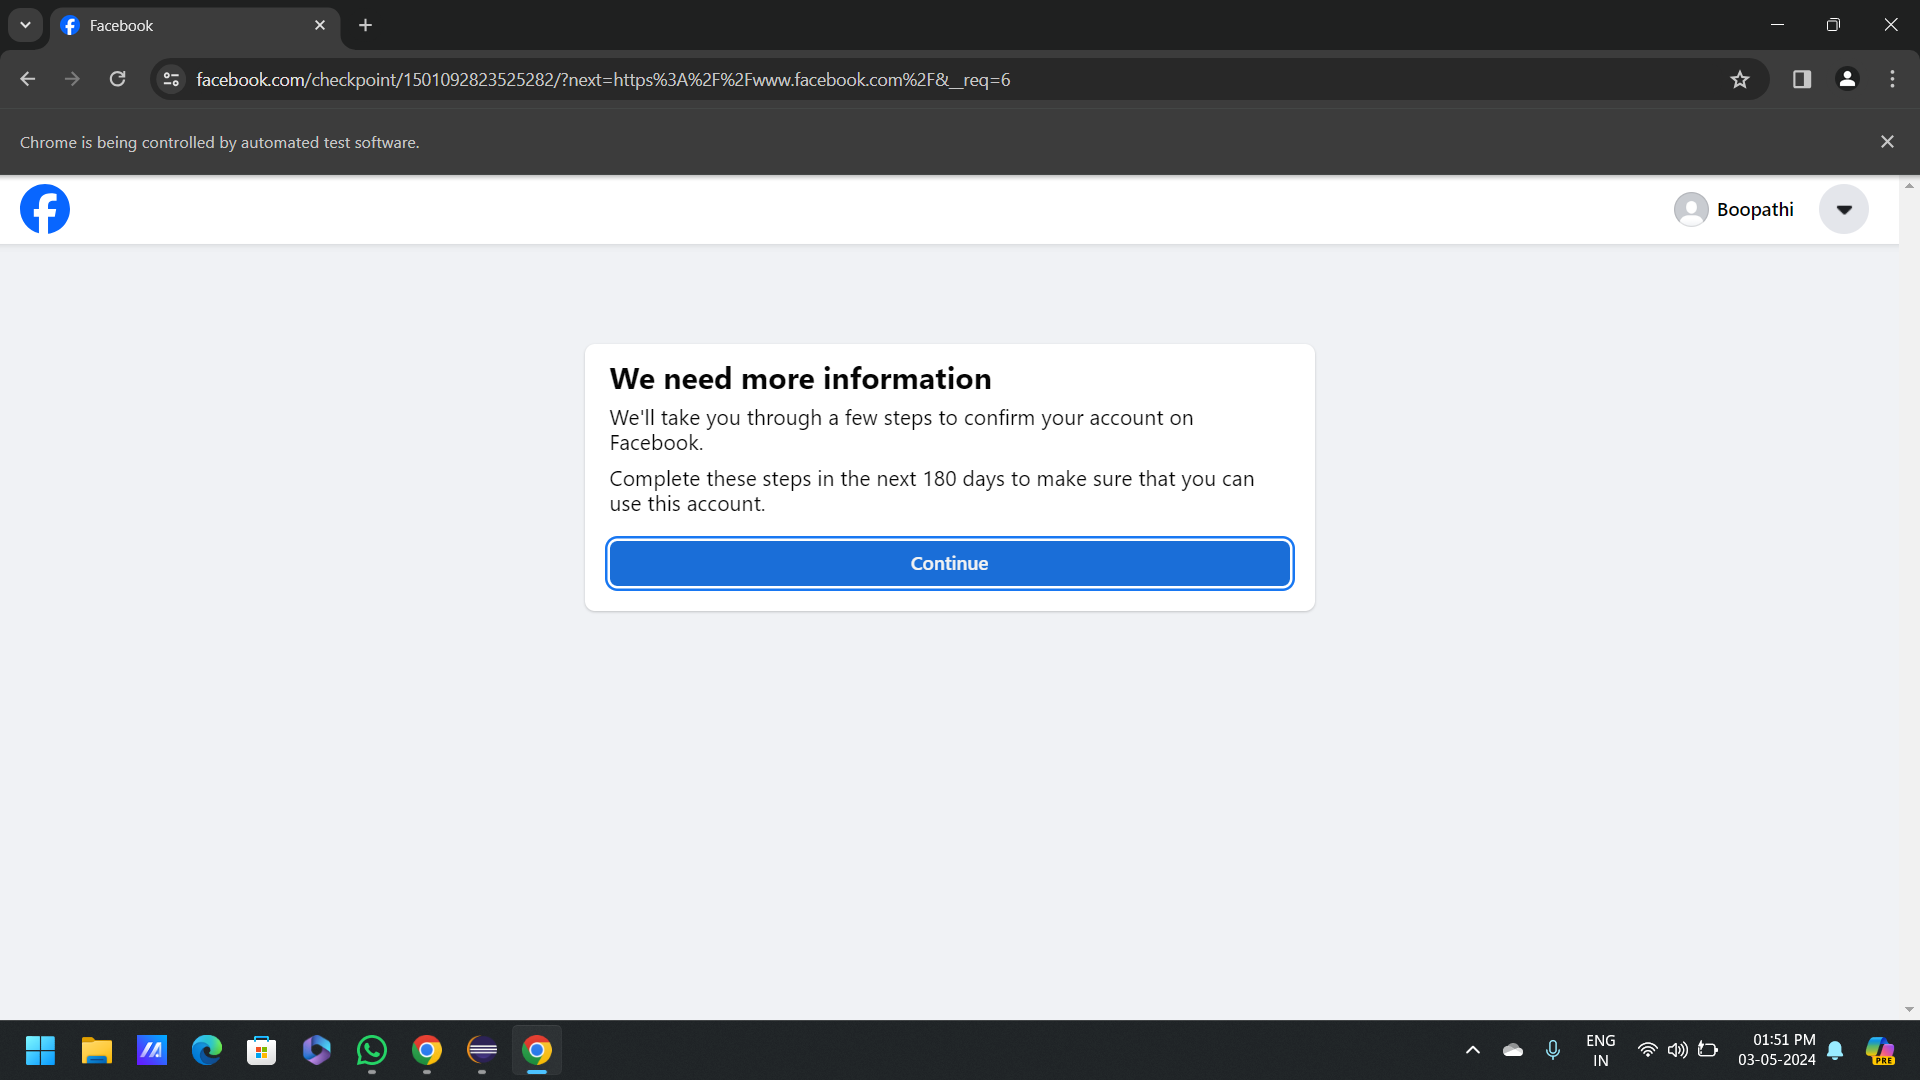 Facebook
facebook.com/checkpoint/1501092823525282/?next=https%3A%2F%2Fwww.facebook.com%2F&__req=6
Chrome is being controlled by automated test software.
Boopathi
We need more information
We'll take you through a few steps to confirm your account on
Facebook.
Complete these steps in the next 180 days to make sure that you can
use this account.
Continue
ENG
IN
01:51 PM
03-05-2024
PRE